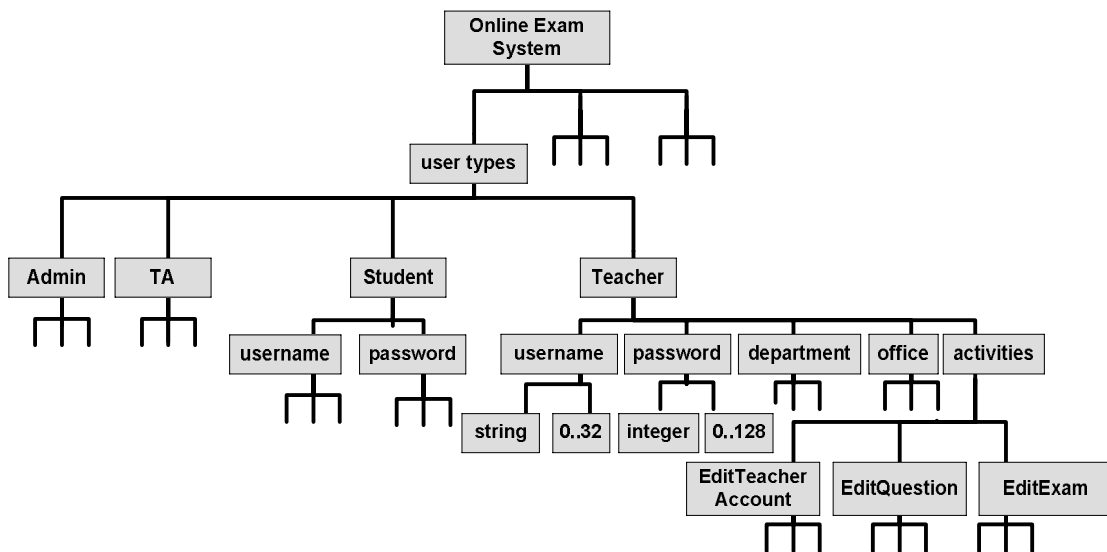 Online Exam
System
user types
Admin
TA
Student
Teacher
username
password
username
password
department
office
activities
string
0..32
integer
0..128
EditTeacher
Account
EditQuestion
EditExam